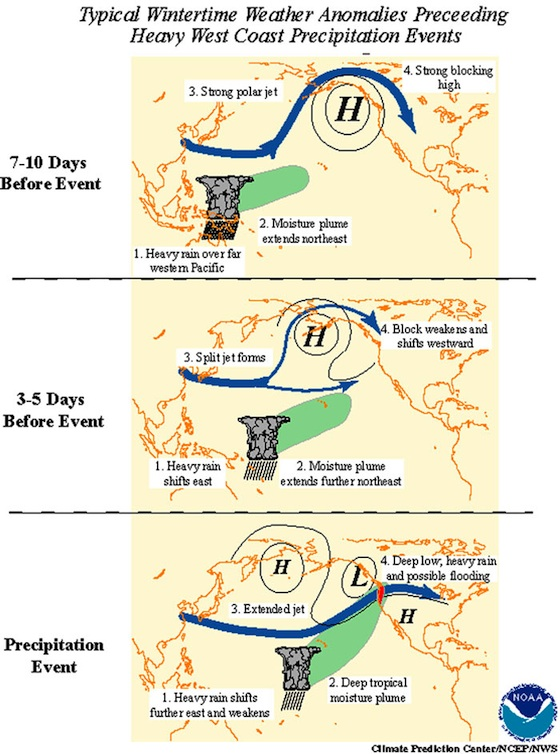 Typical Wintertime Weather Anomalies Preceeding
Heavy West Coast Precipitation Events
7-10 Days
Before Event
3. Strong polar jet
4. Strong blocking
high
H
2. Moisture plume
extends northeast
1. Heavy rain over far
western Pacific
3-5 Days
Before Event
H
4. Block weakens and
shifts westward
3. Split jet forms
1. Heavy rain
shifts east
2. Moisture plume
extends further northeast
Precipitation
Event
H
L
4. Deep low, heavy rain
and possible flooding
3. Extended jet
H
2. Deep tropical
moisture plume
1. Heavy rain shifts
further east and weakens
NOAA
Climate Prediction Center/NCEP/NWS